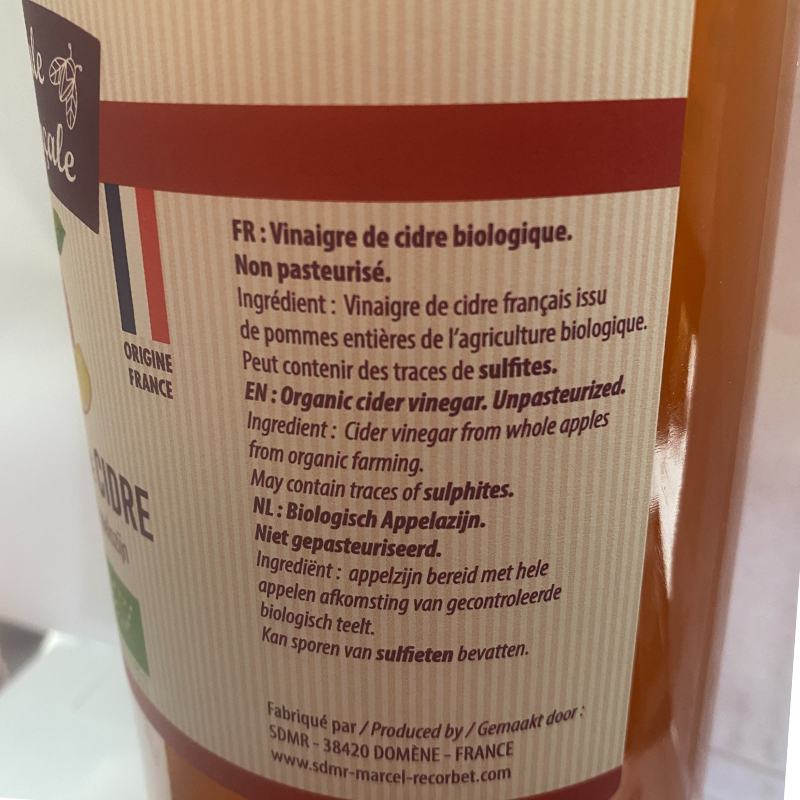 FR : Vinaigre de cidre biologique.
Non pasteurisé.
Ingrédient : Vinaigre de cidre français issu
de pommes entières de l'agriculture biologique.
Peut contenir des traces de sulfites.
EN : Organic cider vinegar. Unpasteurized.
Ingredient : Cider vinegar from whole apples
from organic farming.
May contain traces of sulphites.
NL : Biologisch Appelazijn.
Niet gepasteuriseerd.
Ingrediënt : appelzijn bereid met hele
appelen afkomsting van gecontroleerde
biologisch teelt.
Kan sporen van sulfieten bevatten.
Fabriqué par / Produced by / Gemaakt door :
SDMR - 38420 DOMÈNE - FRANCE
www.sdmr-marcel-recorbet.com
ORIGINE
FRANCE
CIDRE